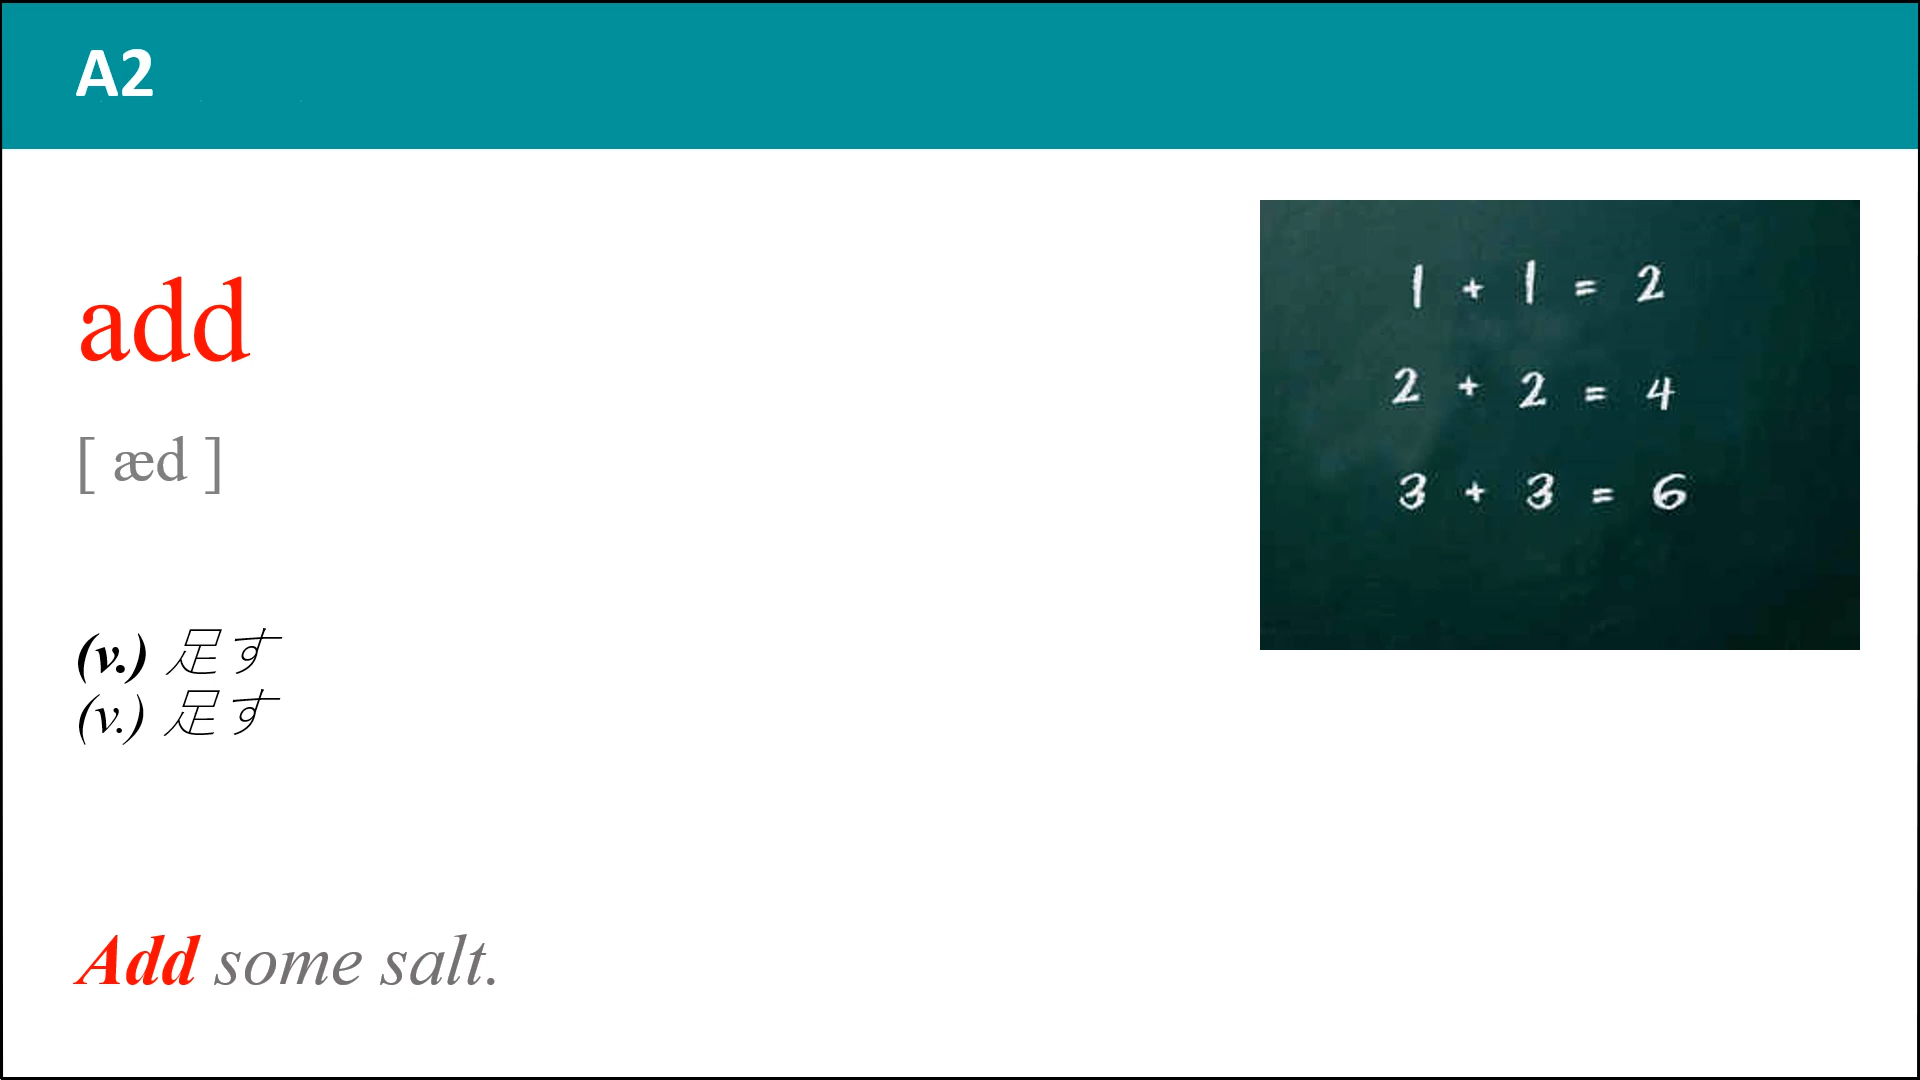 A2
add
[ æd ]
(v.) 足す
(v.) 足す
Add some salt.
1 + 1 = 2
2 + 2 = 4
3 + 3 = 6